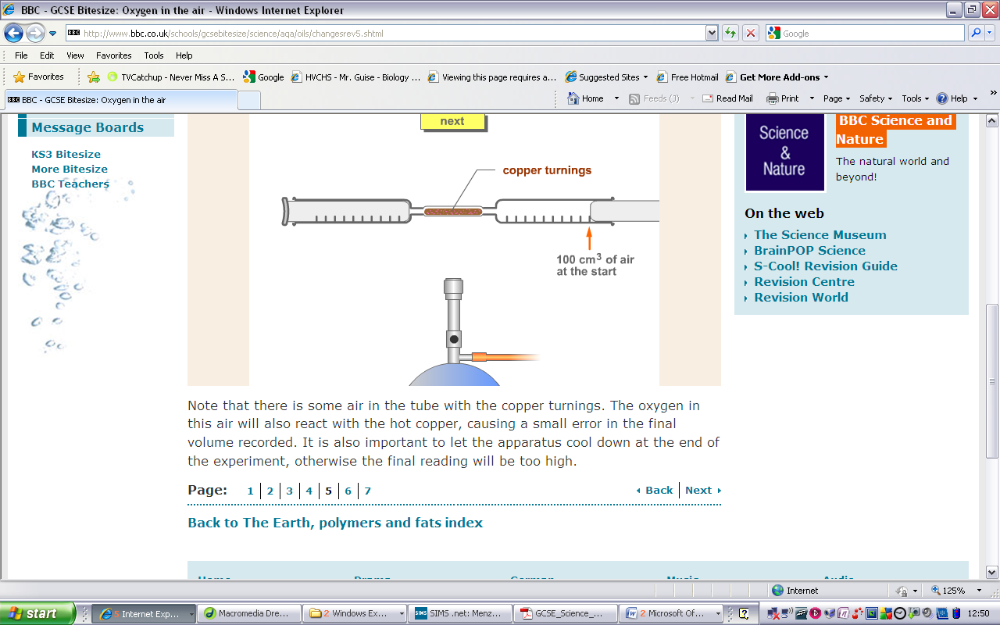 BBC - GCSE Bitesize: Oxygen in the air - Windows Internet Explorer
BBC http://www.bbc.co.uk/schools/gcsebitesize/science/aqa/oils/changesrev5.shtml
Google
File Edit View Favorites Tools Help
Favorites TVCatchup - Never Miss A S... Google HVCHS - Mr. Guise - Biology ... Viewing this page requires a... Suggested Sites Free Hotmail Get More Add-ons
BBC BBC - GCSE Bitesize: Oxygen in the air
Home Feeds (J) Read Mail Print Page Safety Tools Help
Message Boards
KS3 Bitesize
More Bitesize
BBC Teachers
next
copper turnings
100 cm³ of air
at the start
Science
&
Nature
BBC Science and
Nature
The natural world and
beyond!
On the web
The Science Museum
BrainPOP Science
S-Cool! Revision Guide
Revision Centre
Revision World
Note that there is some air in the tube with the copper turnings. The oxygen in
this air will also react with the hot copper, causing a small error in the final
volume recorded. It is also important to let the apparatus cool down at the end of
the experiment, otherwise the final reading will be too high.
Page: 1 2 3 4 5 6 7
Back Next
Back to The Earth, polymers and fats index
Internet 125%
start 5 Internet Exp... Macromedia Dre... 2 Windows Ex... SIMS SIMS .net: Menz... GCSE_Science_... 2 Microsoft Of... 12:50